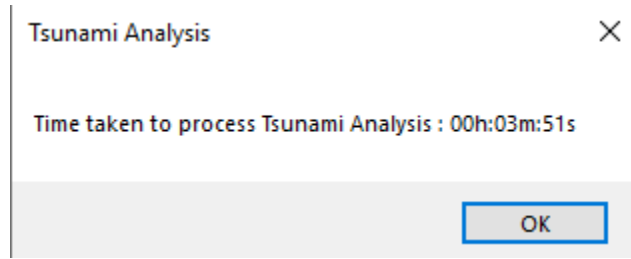 Tsunami Analysis
Time taken to process Tsunami Analysis : 00h:03m:51s
OK